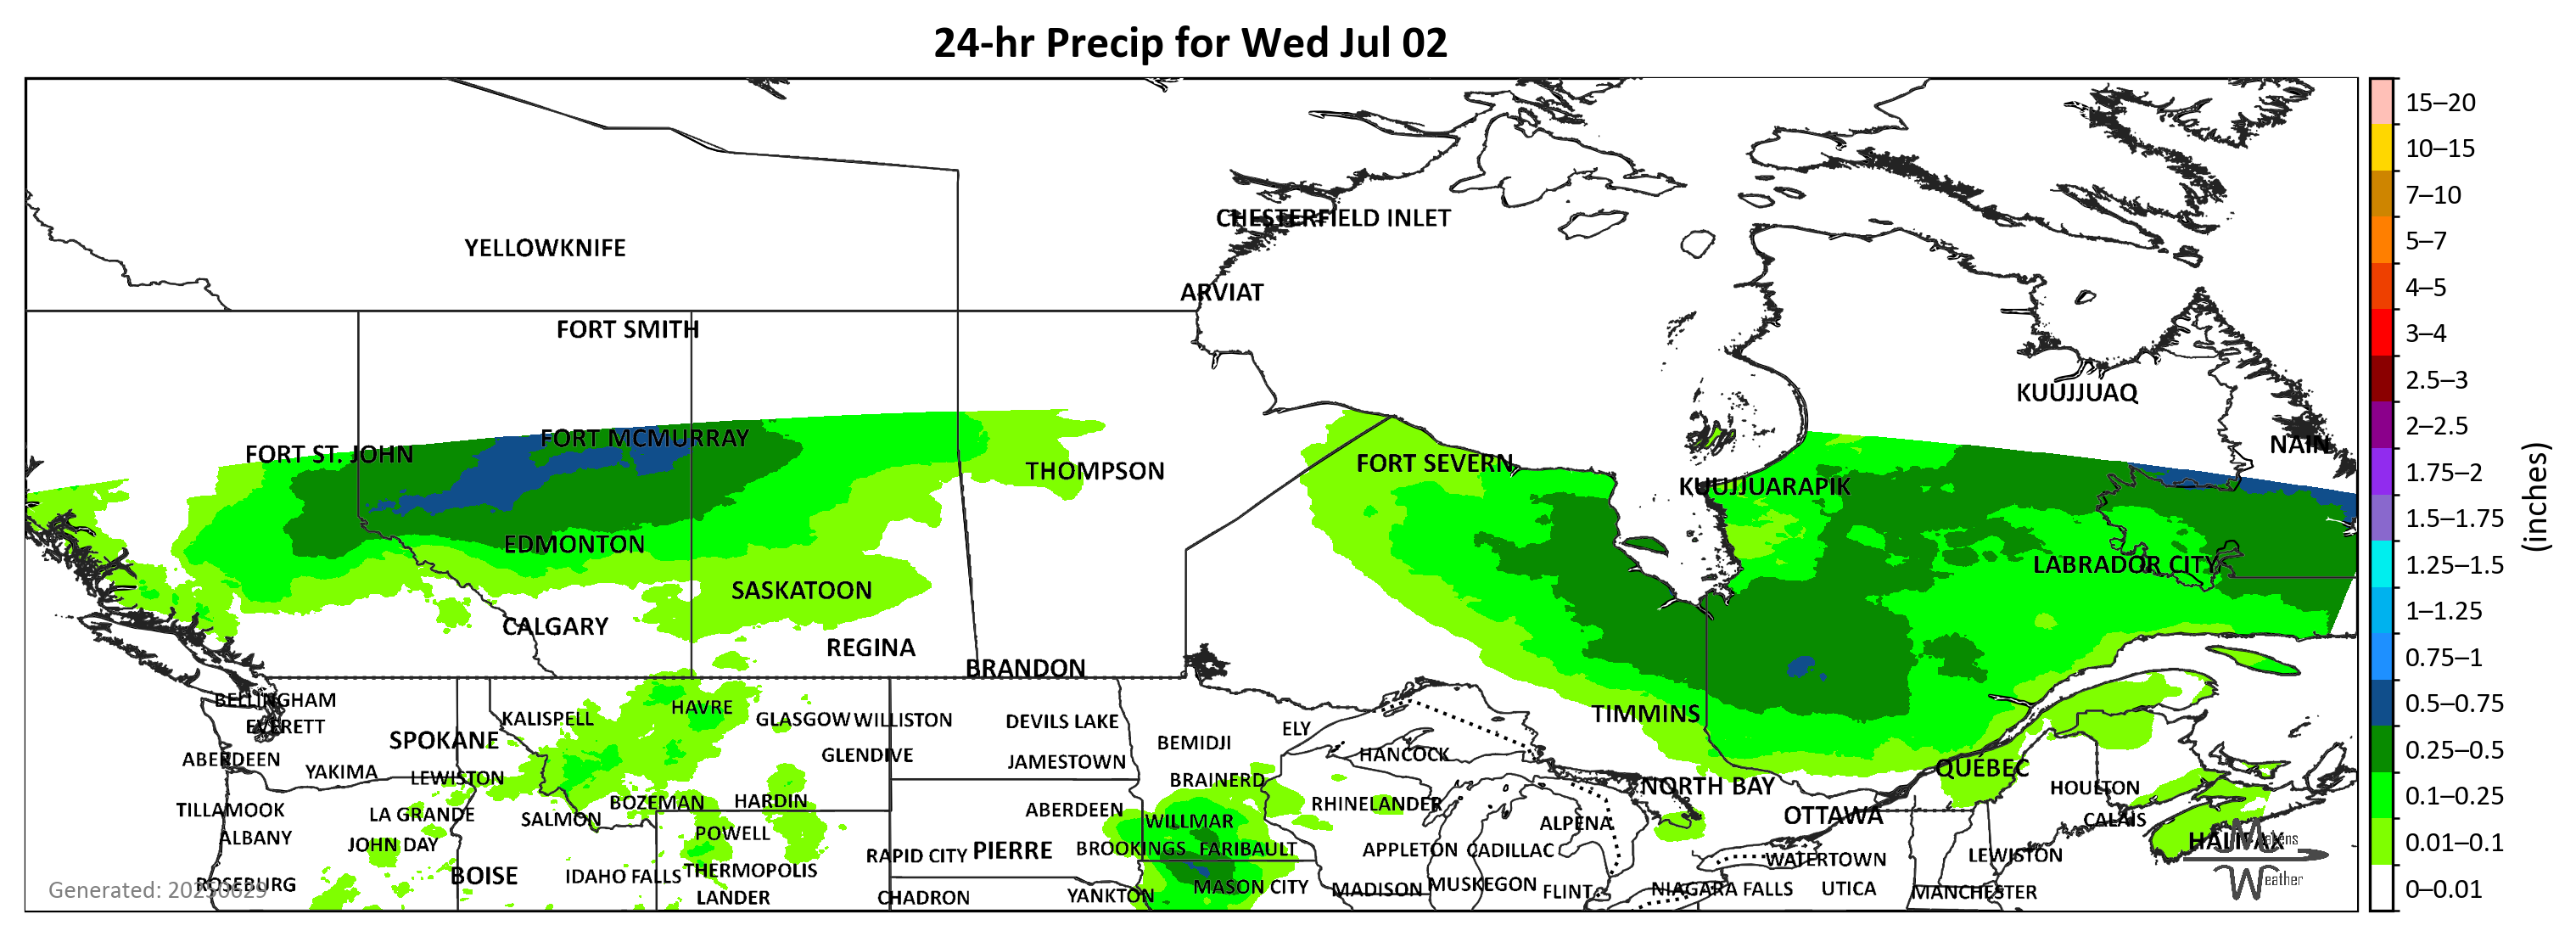 24-hr Precip for Wed Jul 02
CHESTERFIELD INLET
YELLOWKNIFE
ARVIAT
FORT SMITH
KUUJJUAQ
FORT MCMURRAY
NAIN
FORT ST. JOHN
FORT SEVERN
THOMPSON
KUUJJUARAPIK
EDMONTON
LABRADOR CITY
SASKATOON
CALGARY
REGINA
BRANDON
BELLINGHAM
HAVRE
KALISPELL
GLASGOW WILLISTON
DEVILS LAKE
TIMMINS
EVERETT
ELY
SPOKANE
BEMIDJI
ABERDEEN
GLENDIVE
HANCOCK
JAMESTOWN
QUÉBEC
YAKIMA
LEWISTON
BRAINERD
NORTH BAY
HOULTON
BOZEMAN
HARDIN
RHINELANDER
TILLAMOOK
LA GRANDE
SALMON
ABERDEEN
WILLMAR
ALPENA
OTTAWA
CALAIS
ALBANY
JOHN DAY
POWELL
HALIFAX
RAPID CITY
PIERRE
BROOKINGS
FARIBAULT
APPLETON
CADILLAC
WATERTOWN
LEWISTON
ROSEBURG
BOISE
IDAHO FALLS
THERMOPOLIS
MASON CITY
MADISON
MUSKEGON
FLINT
NIAGARA FALLS
UTICA
MANCHESTER
LANDER
CHADRON
YANKTON
Generated: 20250629
Weather
15–20
10–15
7–10
5–7
4–5
3–4
2.5–3
2–2.5
1.75–2
1.5–1.75
1.25–1.5
1–1.25
0.75–1
0.5–0.75
0.25–0.5
0.1–0.25
0.01–0.1
0–0.01
(inches)